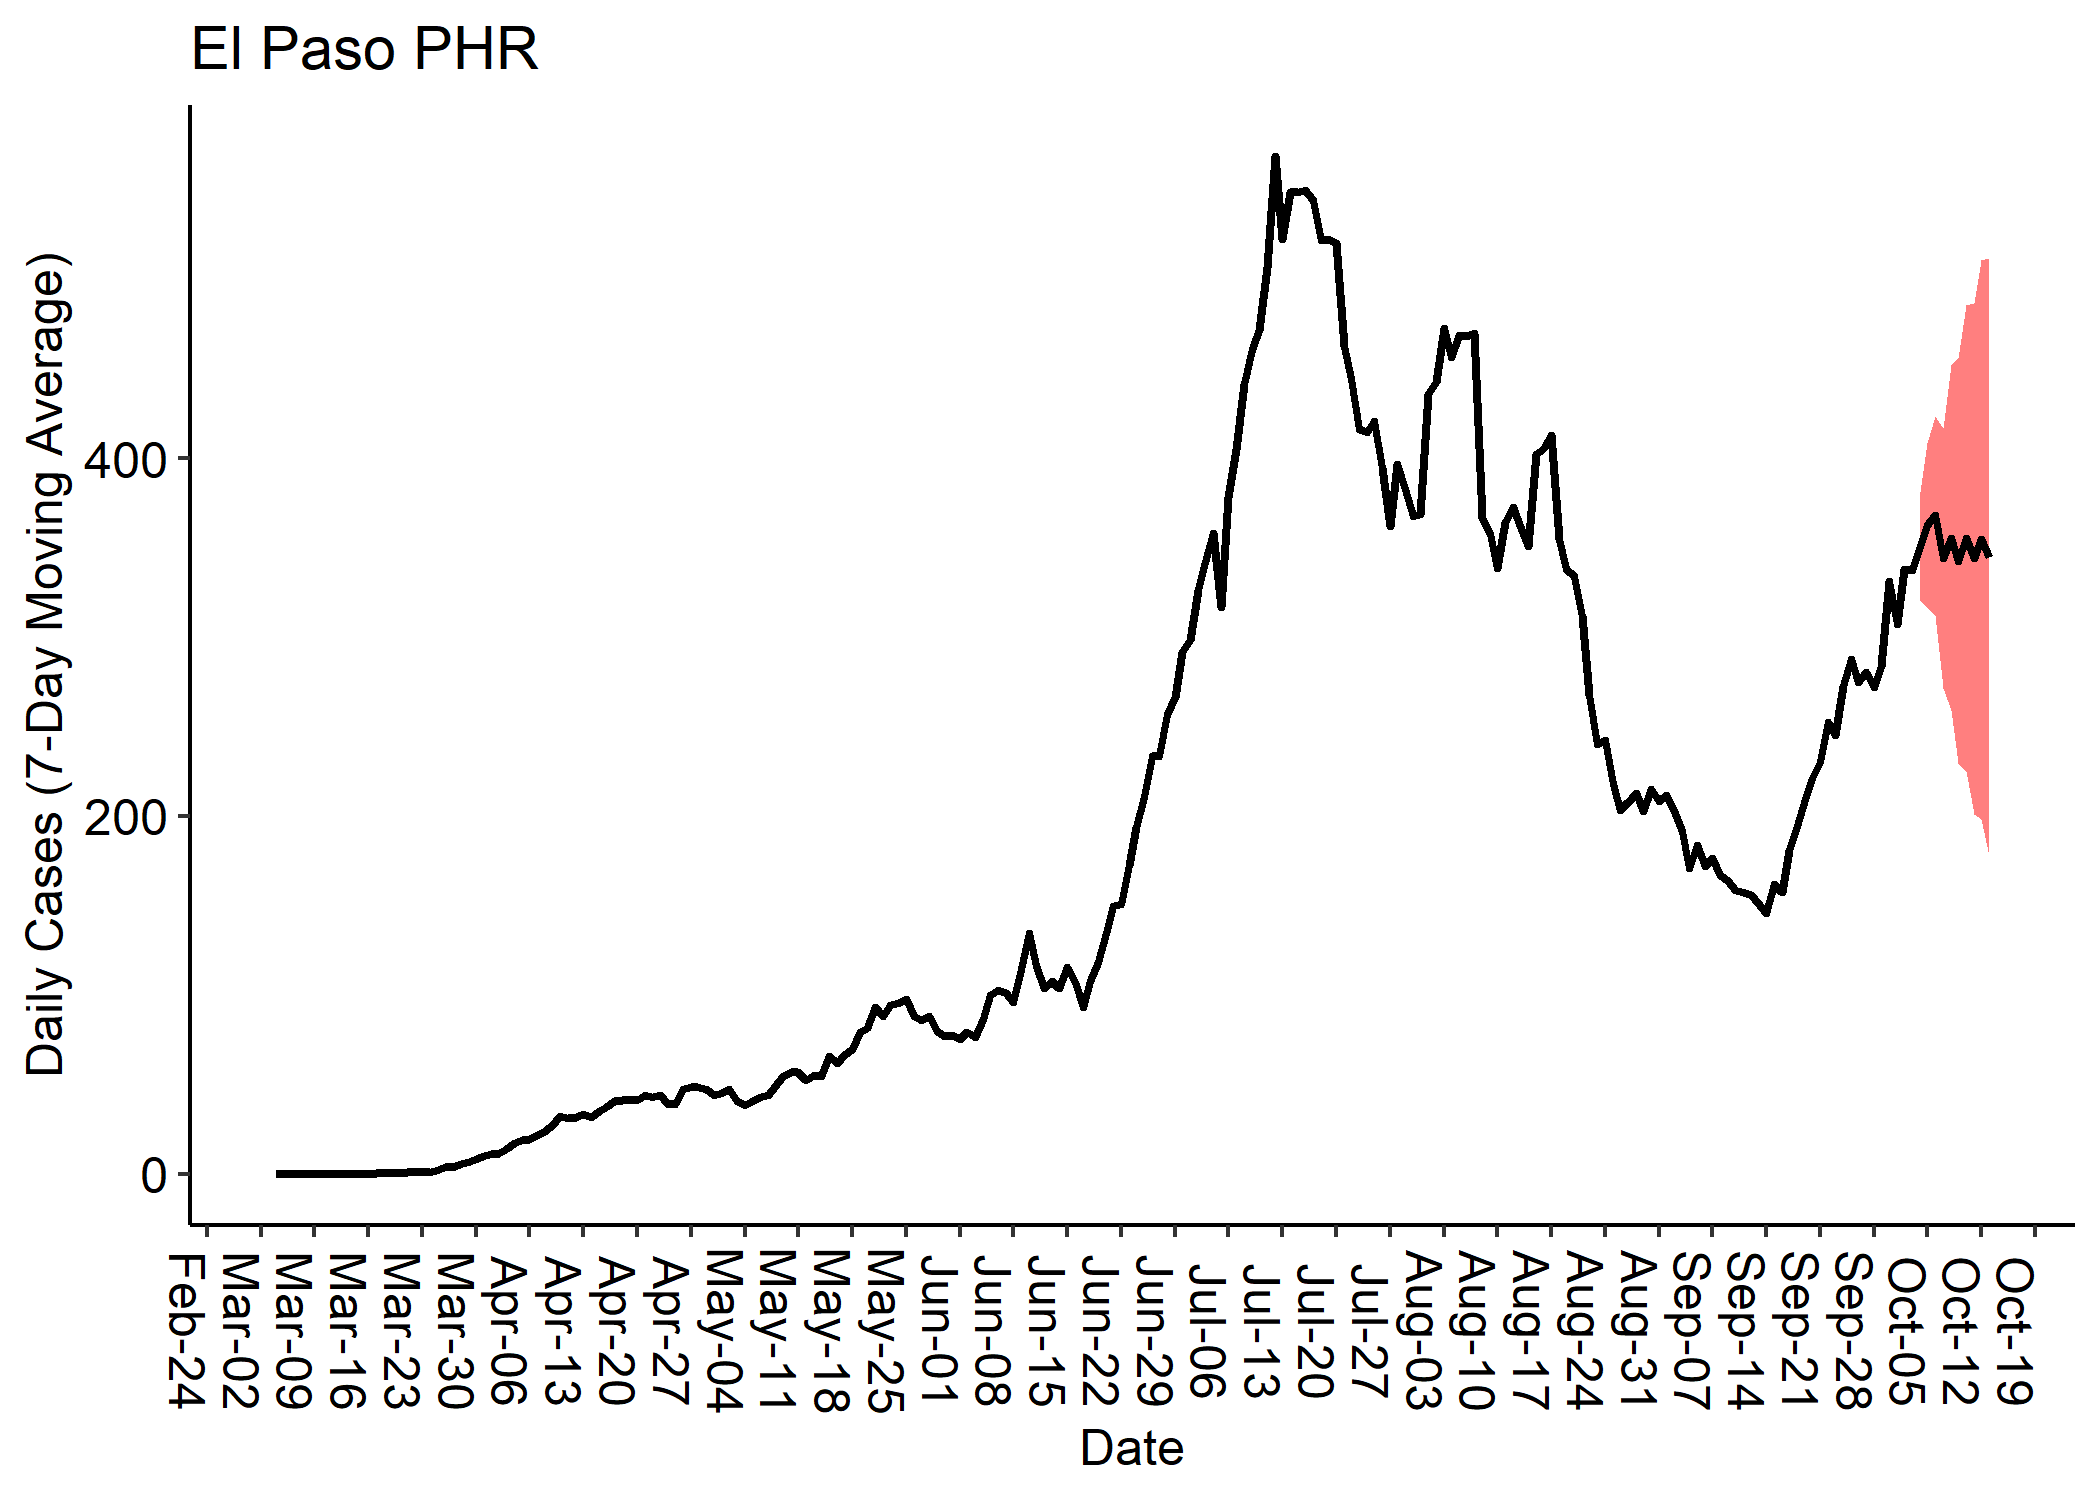 El Paso PHR
Daily Cases (7-Day Moving Average)
400
200
0
Feb-24
Mar-02
Mar-09
Mar-16
Mar-23
Mar-30
Apr-06
Apr-13
Apr-20
Apr-27
May-04
May-11
May-18
May-25
Jun-01
Jun-08
Jun-15
Jun-22
Jun-29
Jul-06
Jul-13
Jul-20
Jul-27
Aug-03
Aug-10
Aug-17
Aug-24
Aug-31
Sep-07
Sep-14
Sep-21
Sep-28
Oct-05
Oct-12
Oct-19
Date